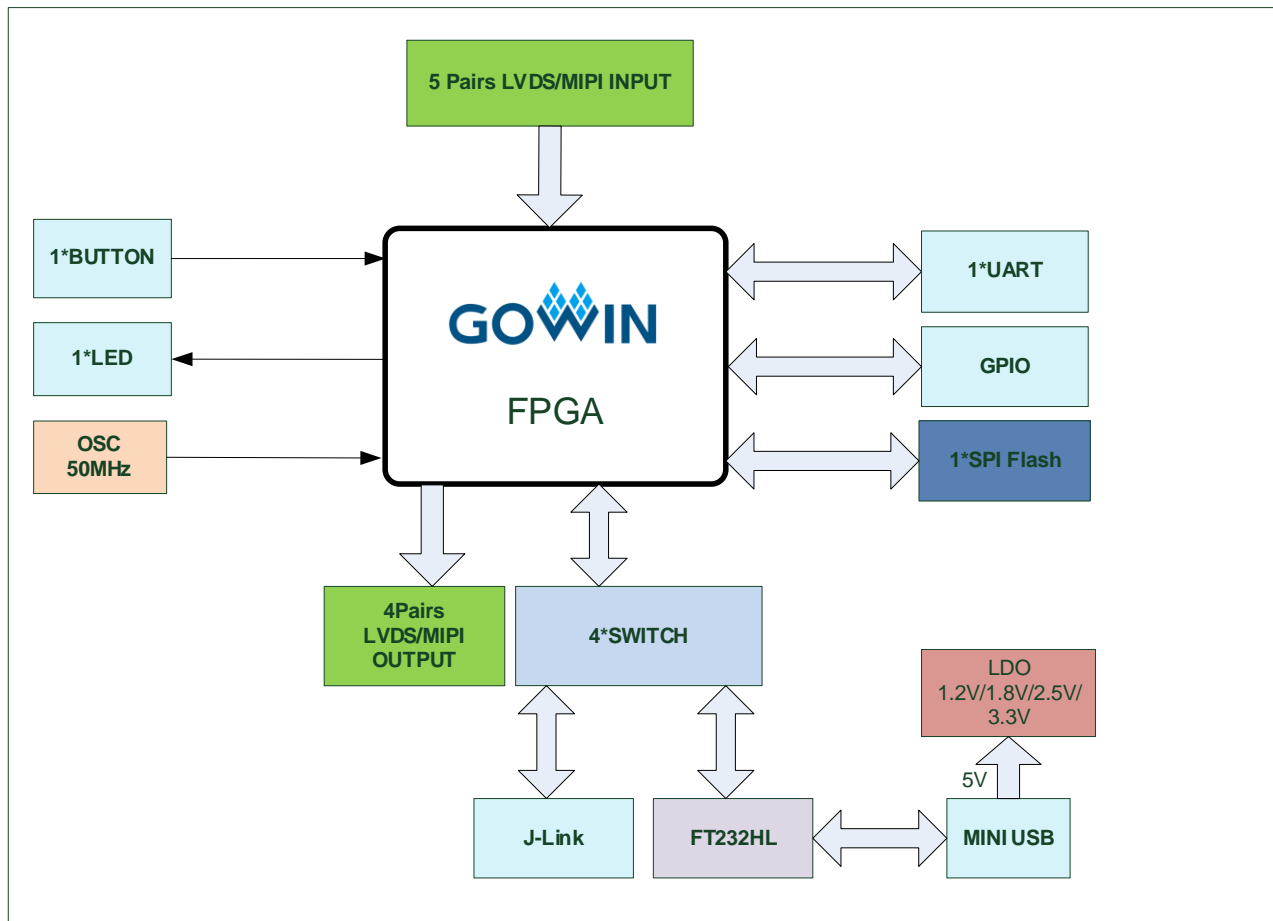 5 Pairs LVDS/MIPI INPUT
1*BUTTON
1*LED
OSC
50MHz
GOWIN
FPGA
1*UART
GPIO
1*SPI Flash
4Pairs
LVDS/MIPI
OUTPUT
4*SWITCH
LDO
1.2V/1.8V/2.5V/
3.3V
5V
J-Link
FT232HL
MINI USB